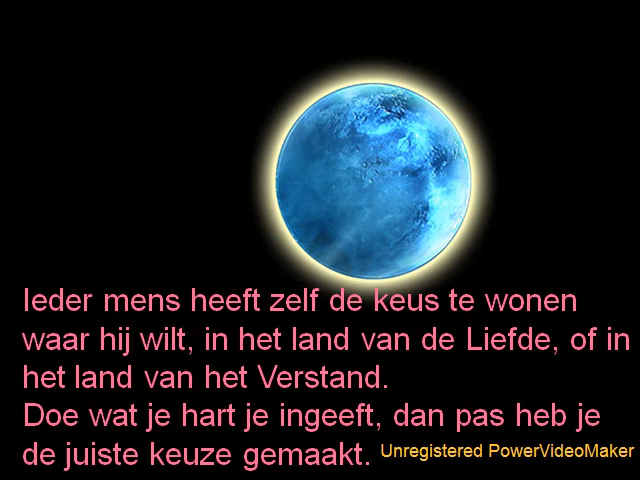 Ieder mens heeft zelf de keus te wonen
waar hij wilt, in het land van de Liefde, of in
het land van het Verstand.
Doe wat je hart je ingeeft, dan pas heb je
de juiste keuze gemaakt.
Unregistered PowerVideoMaker